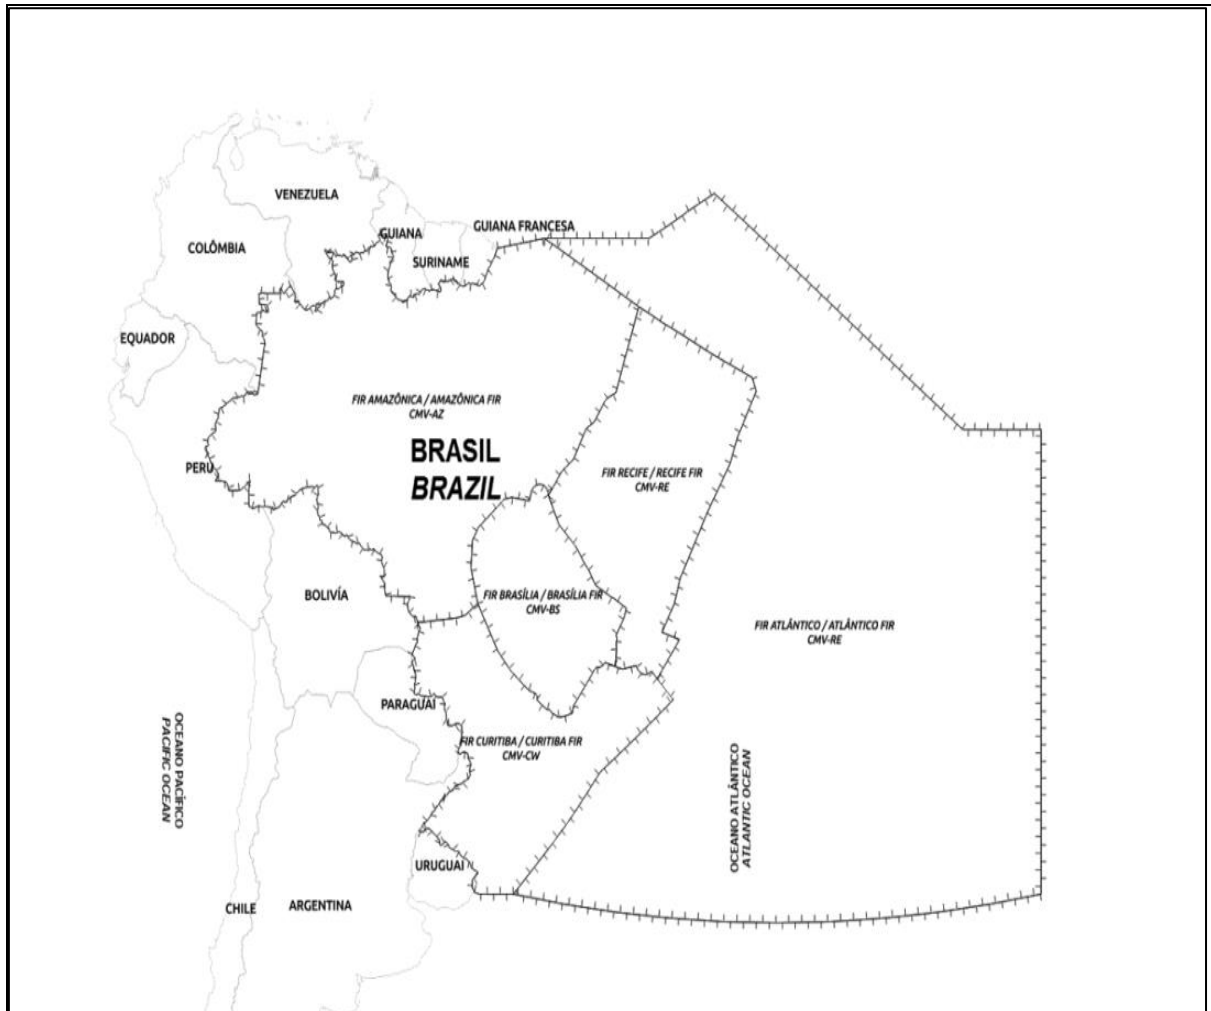 VENEZUELA
GUIANA FRANCESA
GUIANA
COLÔMBIA
SURINAME
EQUADOR
FIR AMAZÔNICA / AMAZÔNICA FIR
CMV-AZ
BRASIL
BRAZIL
PERU
FIR RECIFE / RECIFE FIR
CMV-RE
BOLIVÍA
FIR BRASÍLIA / BRASÍLIA FIR
CMV-BS
FIR ATLÂNTICO / ATLÂNTICO FIR
CMV-RE
PARAGUAI
FIR CURITIBA / CURITIBA FIR
CMV-CW
OCEANO PACÍFICO
PACIFIC OCEAN
OCEANO ATLÂNTICO
ATLANTIC OCEAN
URUGUAI
CHILE
ARGENTINA